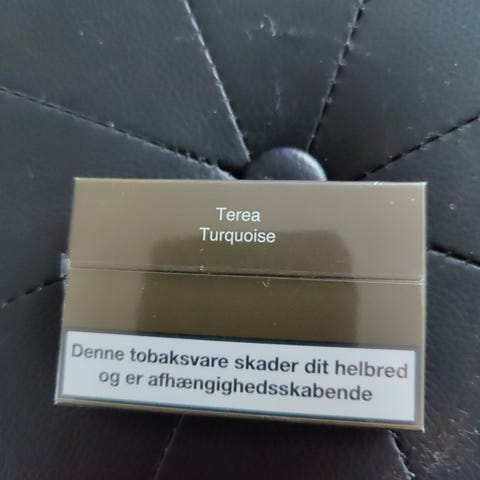 Terea
Turquoise
Denne tobaksvare skader dit helbred
og er afhængighedsskabende